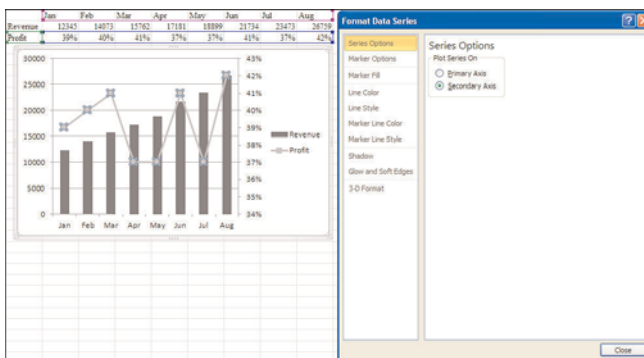 Jan Feb Mar Apr May Jun Jul Aug
Revenue 12345 14073 15762 17181 18899 21734 23473 26759
Profit 39% 40% 41% 37% 37% 41% 37% 42%
30000 43%
25000 42%
20000 41%
15000 40%
10000 39%
5000 38%
0 37%
36%
35%
34%
Jan Feb Mar Apr May Jun Jul Aug
Revenue
Profit
Format Data Series
Series Options
Marker Options
Marker Fill
Line Color
Line Style
Marker Line Color
Marker Line Style
Shadow
Glow and Soft Edges
3-D Format
Series Options
Plot Series On
Primary Axis
Secondary Axis
Close